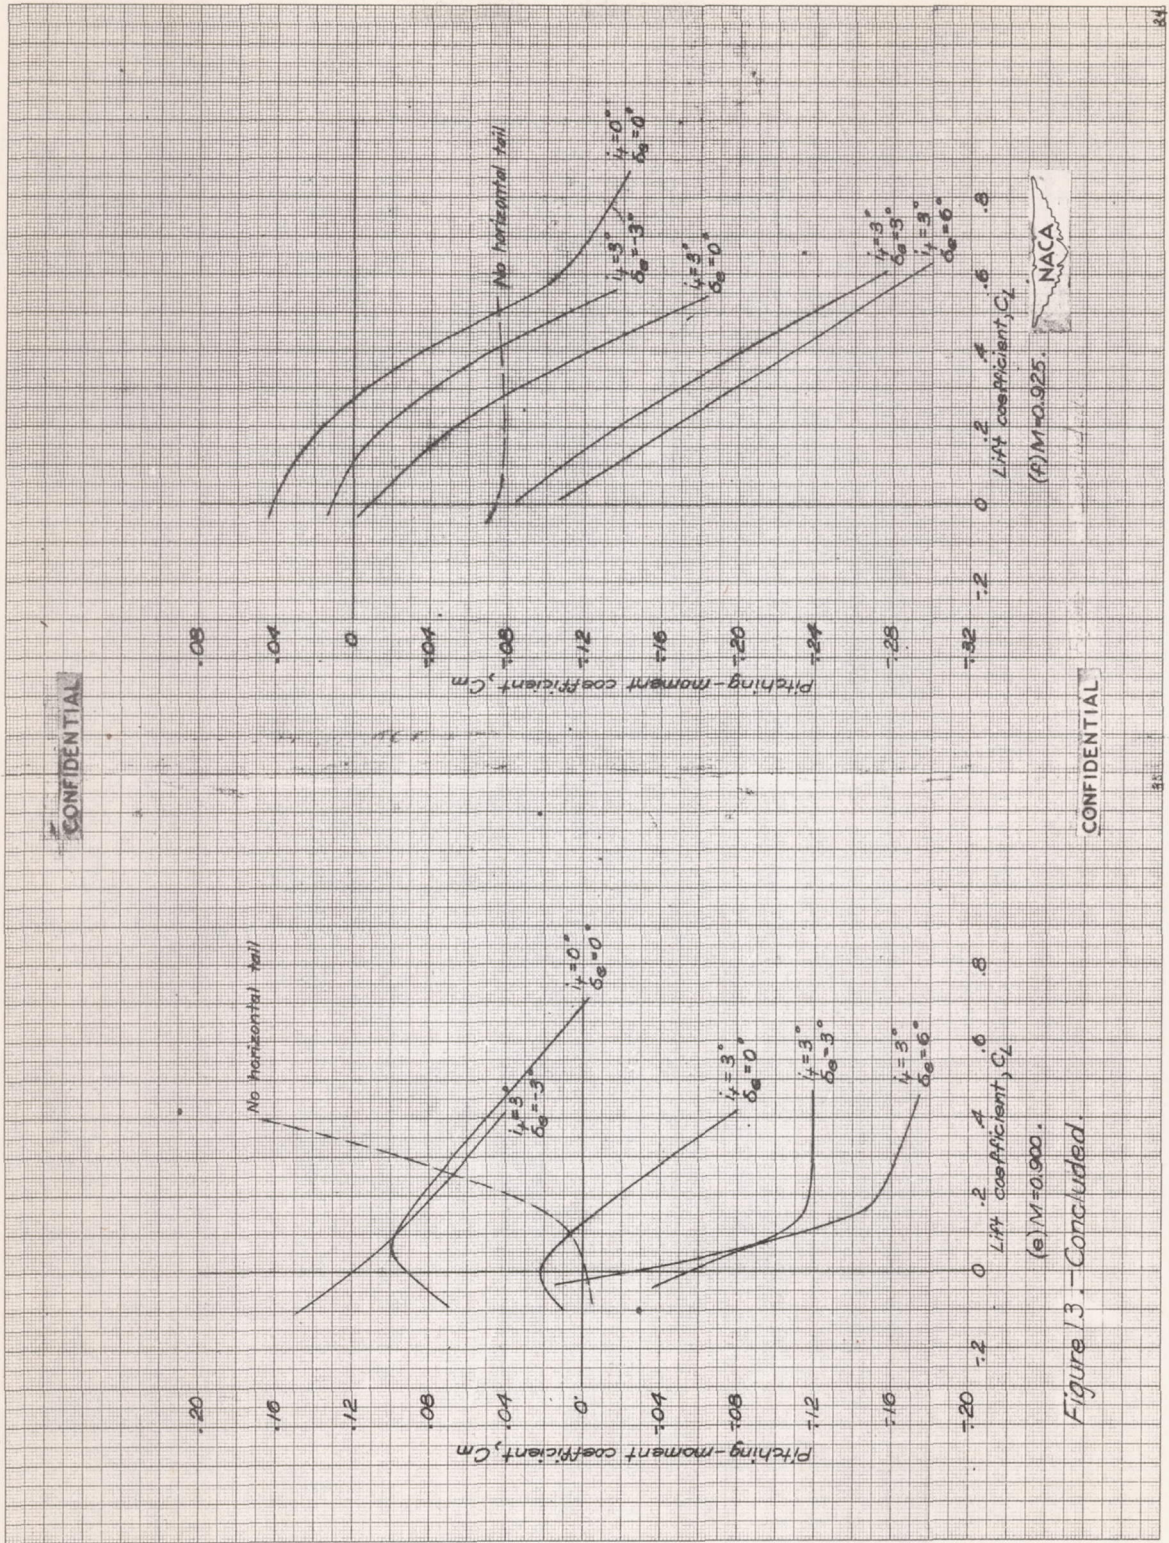 CONFIDENTIAL
No horizontal tail
.20
.16
.12
.08
.04
0
-.04
-.08
-.12
-.16
-.20
Pitching-moment coefficient, Cm
it=3°
δe=-3°
it=0°
δe=0°
it=3°
δe=0°
it=3°
δe=3°
it=3°
δe=6°
-.2
0
.2
.4
.6
.8
Lift coefficient, CL
(e) M=0.900.
Figure 13.-Concluded.
.08
.04
0
-.04
-.08
-.12
-.16
-.20
-.24
-.28
-.32
Pitching-moment coefficient, Cm
No horizontal tail
it=0°
δe=0°
it=3°
δe=-3°
it=3°
δe=0°
it=3°
δe=3°
it=3°
δe=6°
-.2
0
.2
.4
.6
.8
Lift coefficient, CL
(f) M=0.925.
NACA
CONFIDENTIAL